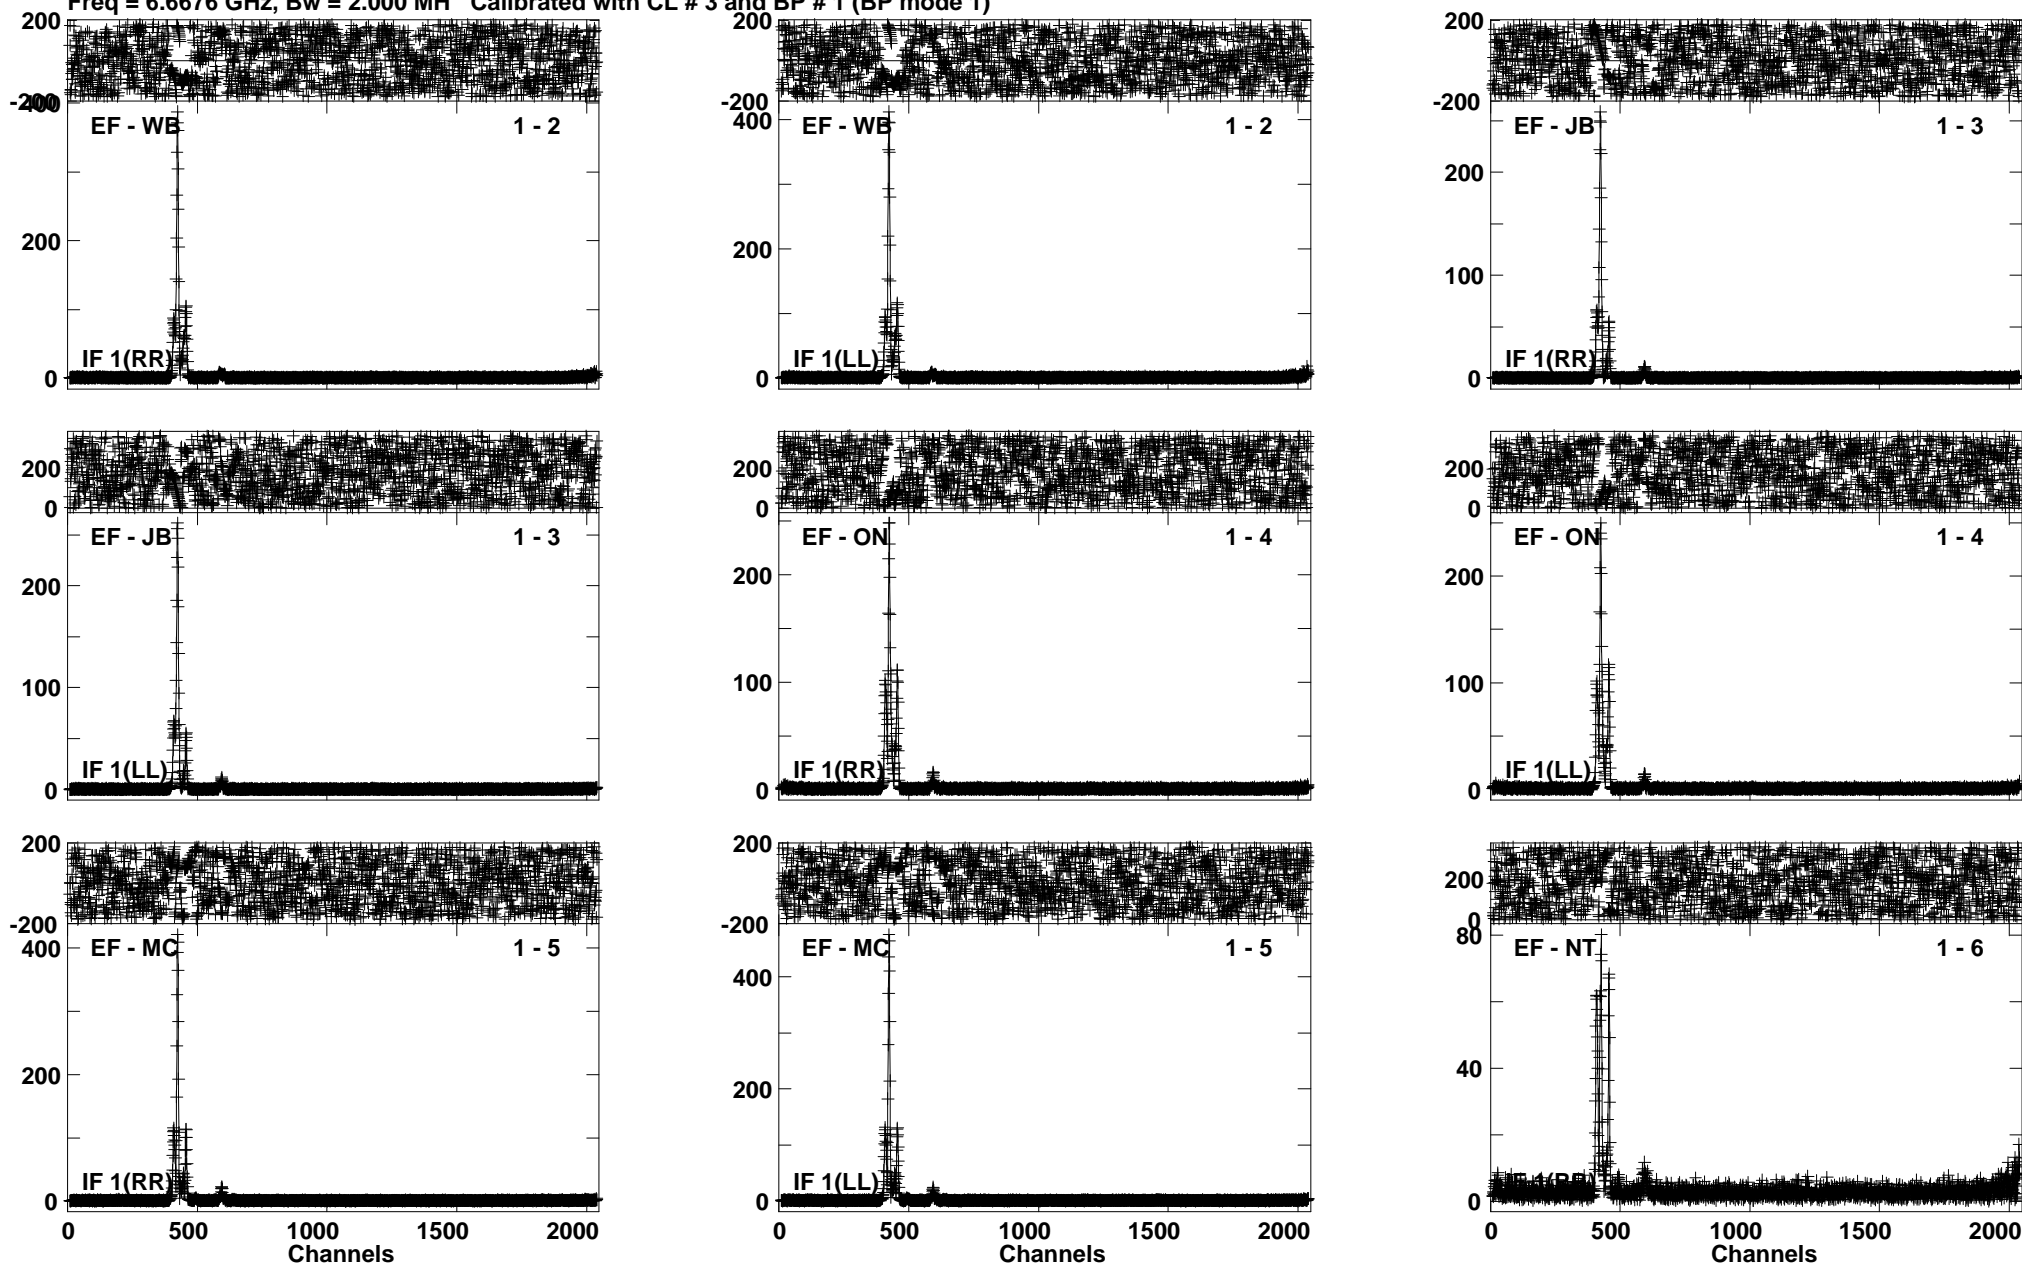 Freq = 6.6676 GHz, Bw = 2.000 MH Calibrated with CL # 3 and BP # 1 (BP mode 1)
200 200 200
-200 -200 -200
400 EF - WB 1 - 2 400 EF - WB 1 - 2 EF - JB 1 - 3
200
200 200
100
IF 1(RR) IF 1(LL) IF 1(RR)
0 0 0
200 200 200
0 0 0
EF - JB 1 - 3 EF - ON 1 - 4 EF - ON 1 - 4
200 200 200
100 100 100
IF 1(LL) IF 1(RR) IF 1(LL)
0 0 0
200 200
200
-200 -200 0
EF - MC 1 - 5 EF - MC 1 - 5 80 EF - NT 1 - 6
400 400
200 200 40
IF 1(RR) IF 1(LL) IF 1(RR)
0 0 0
0 500 1000 1500 2000 0 500 1000 1500 2000 0 500 1000 1500 2000
Channels Channels Channels